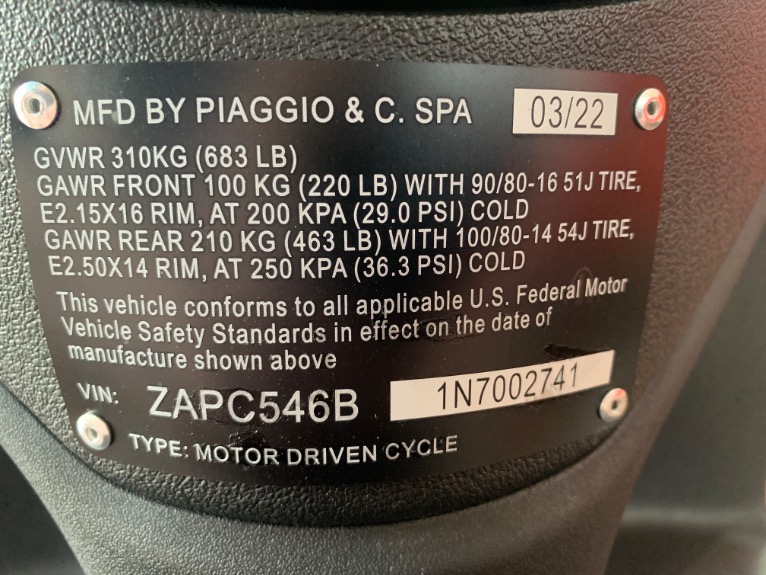 MFD BY PIAGGIO & C. SPA 03/22
GVWR 310KG (683 LB)
GAWR FRONT 100 KG (220 LB) WITH 90/80-16 51J TIRE,
E2.15X16 RIM, AT 200 KPA (29.0 PSI) COLD
GAWR REAR 210 KG (463 LB) WITH 100/80-14 54J TIRE,
E2.50X14 RIM, AT 250 KPA (36.3 PSI) COLD
This vehicle conforms to all applicable U.S. Federal Motor
Vehicle Safety Standards in effect on the date of
manufacture shown above
VIN: ZAPC546B 1N7002741
TYPE: MOTOR DRIVEN CYCLE